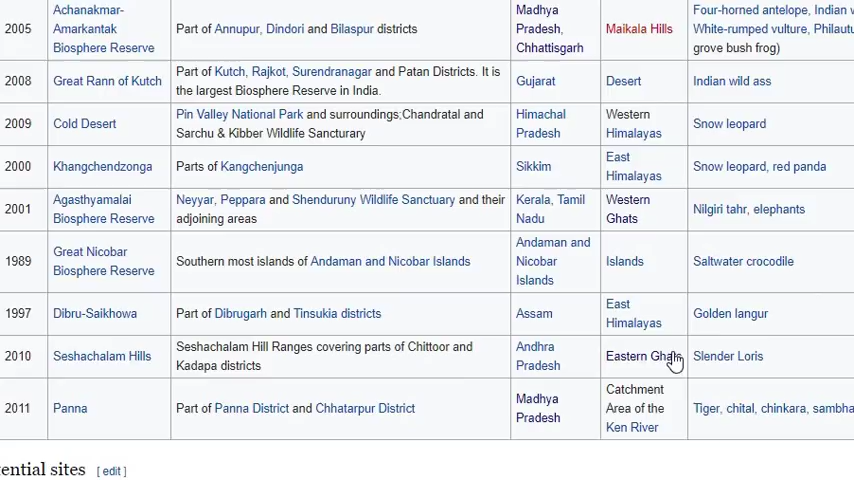 2005
Achanakmar-
Amarkantak
Biosphere Reserve
Part of Annupur, Dindori and Bilaspur districts
Madhya
Pradesh,
Chhattisgarh
Maikala Hills
Four-horned antelope, Indian
White-rumped vulture,
grove bush frog)
2008
Great Rann of Kutch
Part of Kutch, Rajkot, Surendranagar and Patan Districts. It is
the largest Biosphere Reserve in India.
Gujarat
Desert
Indian wild ass
2009
Cold Desert
Pin Valley National Park and surroundings;Chandratal and
Sarchu & Kibber Wildlife Sancturary
Himachal
Pradesh
Western
Himalayas
Snow leopard
2000
Khangchendzonga
Parts of Kangchenjunga
Sikkim
East
Himalayas
Snow leopard, red panda
2001
Agasthyamalai
Biosphere Reserve
Neyyar, Peppara and Shenduruny Wildlife Sanctuary and their
adjoining areas
Kerala, Tamil
Nadu
Western
Ghats
Nilgiri tahr, elephants
1989
Great Nicobar
Biosphere Reserve
Southern most islands of Andaman and Nicobar Islands
Andaman and
Nicobar
Islands
Islands
Saltwater crocodile
1997
Dibru-Saikhowa
Part of Dibrugarh and Tinsukia districts
Assam
East
Himalayas
Golden langur
2010
Seshachalam Hills
Seshachalam Hill Ranges covering parts of Chittoor and
Kadapa districts
Andhra
Pradesh
Eastern Ghats
Slender Loris
2011
Panna
Part of Panna District and Chhatarpur District
Madhya
Pradesh
Catchment
Area of the
Ken River
Tiger, chital, chinkara,
ential sites [ edit ]